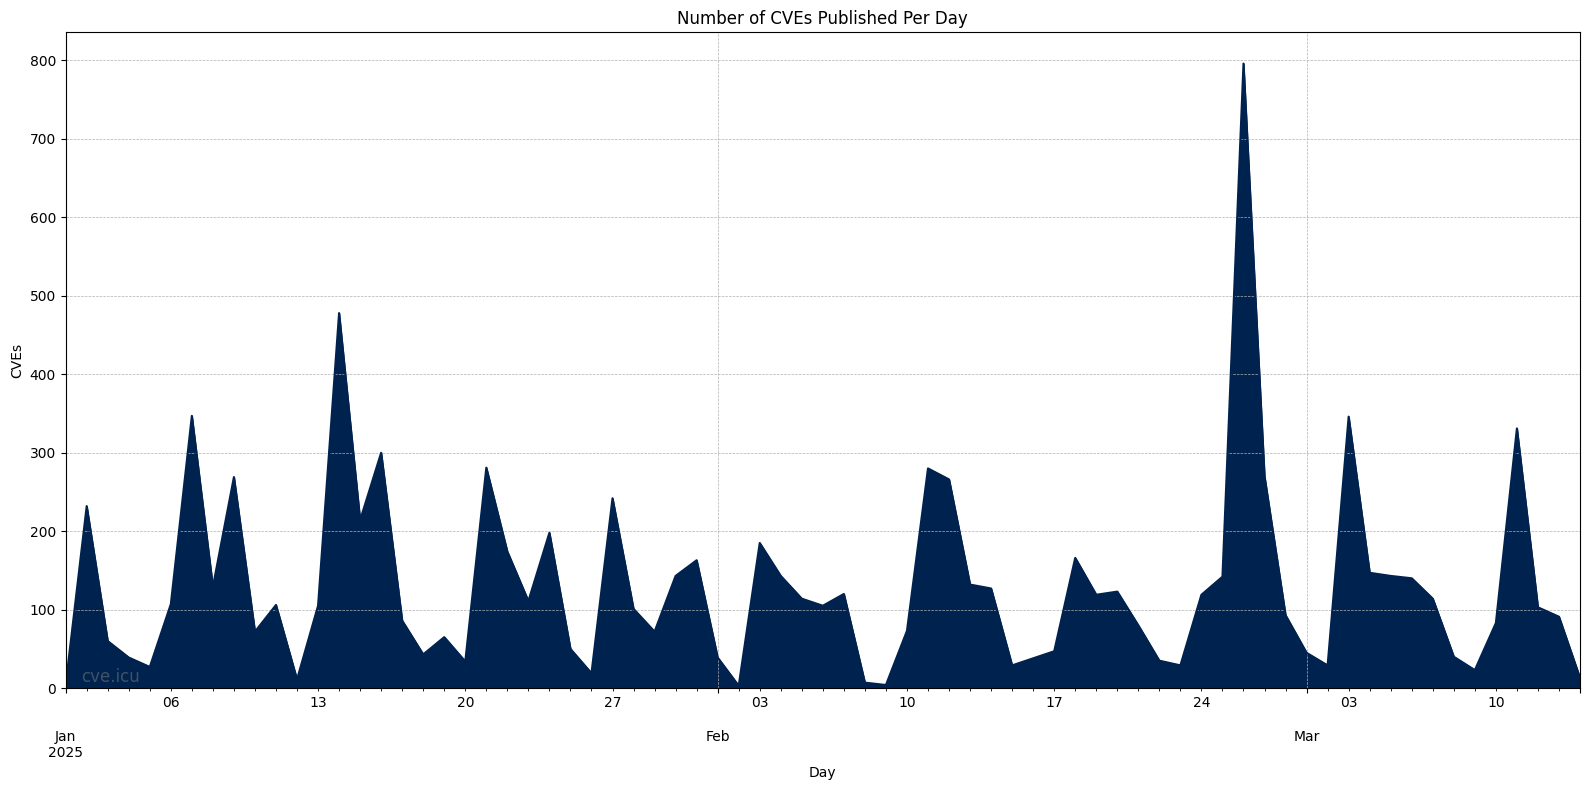 Number of CVEs Published Per Day
800
700
600
500
400
300
200
100
0
CVEs
cve.icu
06 13 20 27 03 10 17 24 03 10
Jan Feb Mar
2025
Day